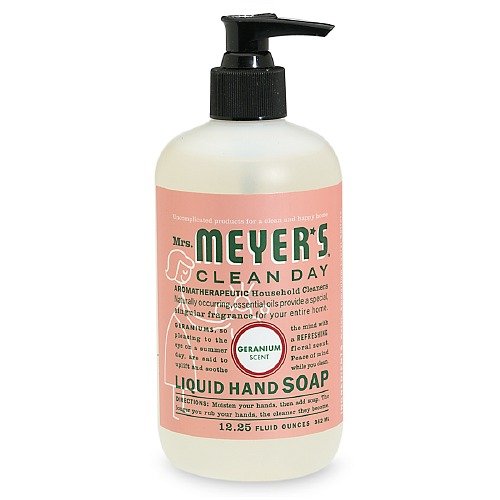 Uncomplicated products for a clean and happy home
Mrs. MEYER'S
CLEAN DAY
AROMATHERAPEUTIC Household Cleaners
Naturally occurring, essential oils provide a special,
singular fragrance for your entire home.
GERANIUMS, so
pleasing to the
eye on a summer
day, are said to
uplift and soothe
GERANIUM
SCENT
the mind with
a REFRESHING
floral scent.
Peace of mind
while you clean.
LIQUID HAND SOAP
DIRECTIONS: Moisten your hands, then add soap. The
longer you rub your hands, the cleaner they become.
12.25 FLUID OUNCES 362 ML